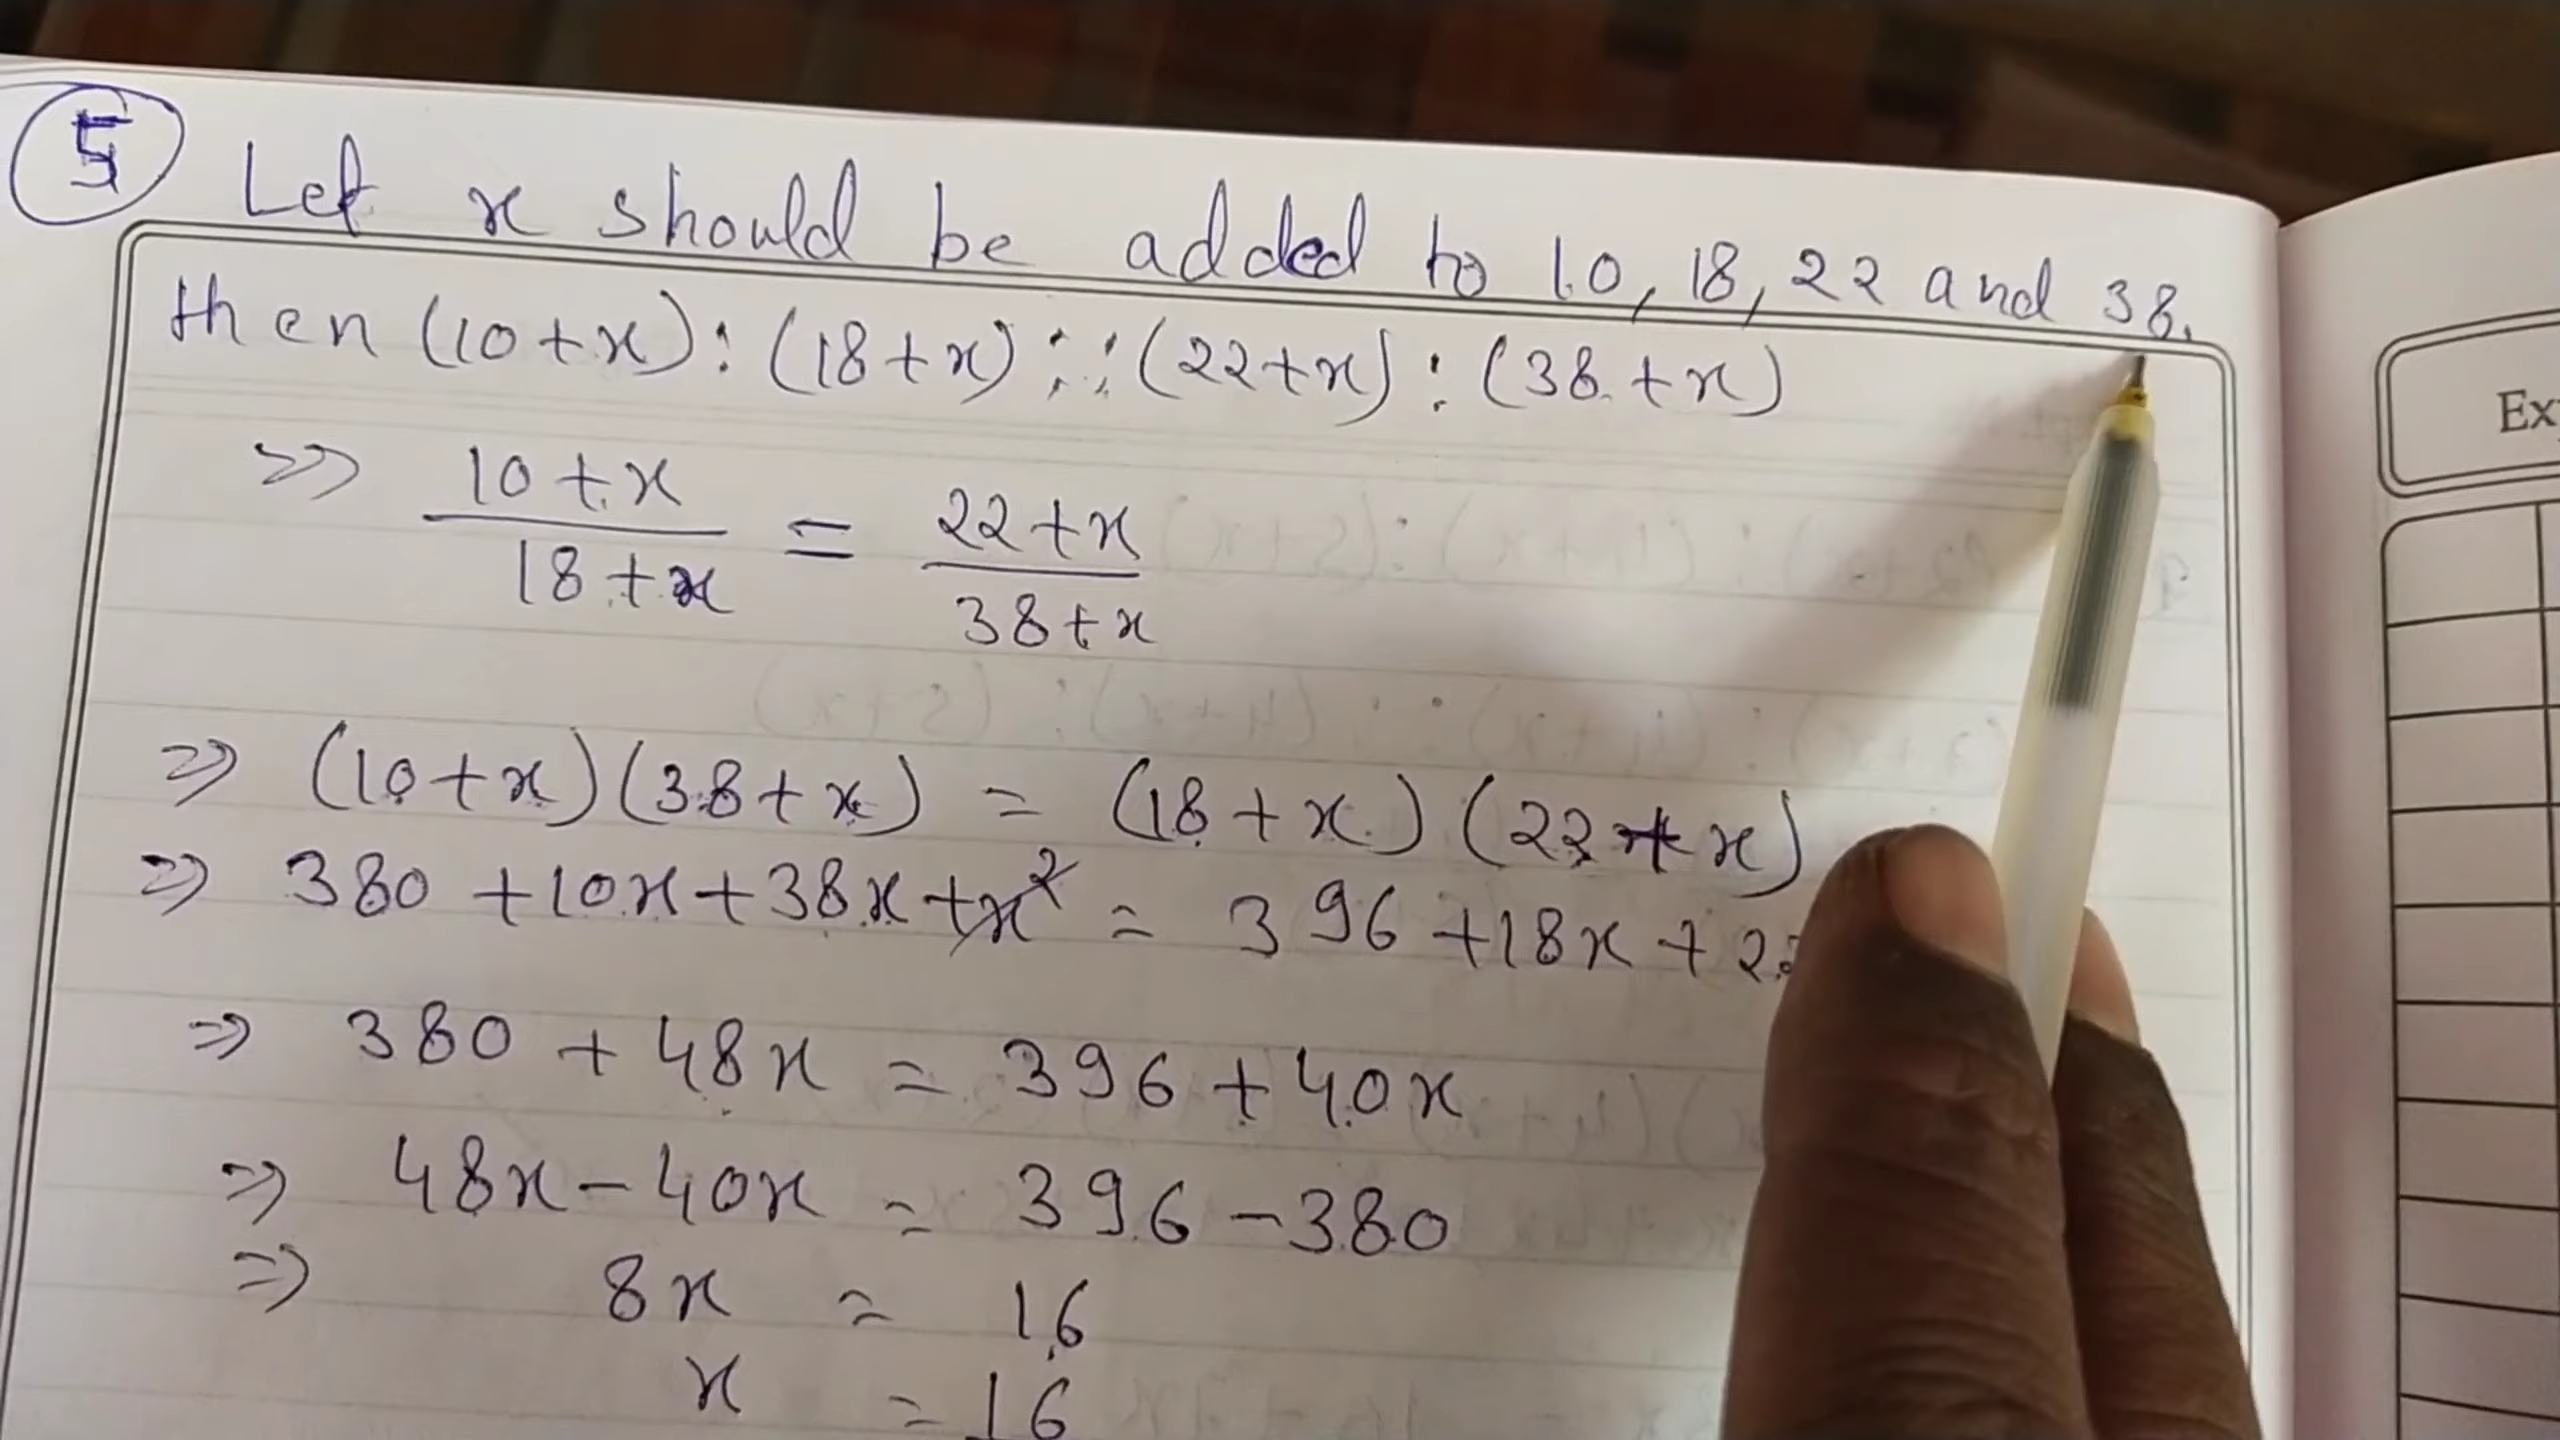 5 Let x should be added to 10, 18, 22 and 38.
then (10+x) : (18+x) :: (22+x) : (38+x)
⇒ 10+x / 18+x = 22+x / 38+x
⇒ (10+x)(38+x) = (18+x)(22+x)
⇒ 380 + 10x + 38x + x² = 396 + 18x + 2
⇒ 380 + 48x = 396 + 40x
⇒ 48x - 40x = 396 - 380
⇒ 8x = 16
x = 16